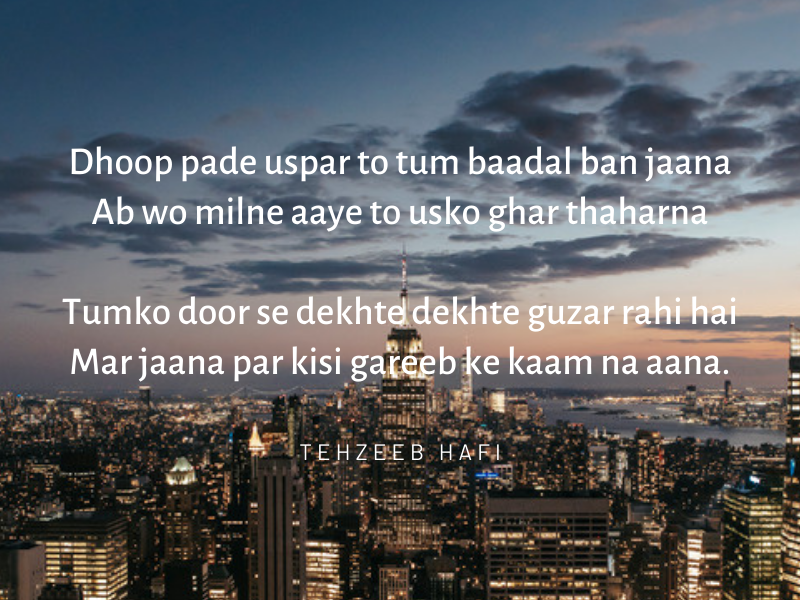 Dhoop pade uspar to tum baadal ban jaana
Ab wo milne aaye to usko ghar thaharna
Tumko door se dekhte dekhte guzar rahi hai
Mar jaana par kisi gareeb ke kaam na aana.
TEHZEEB HAFI